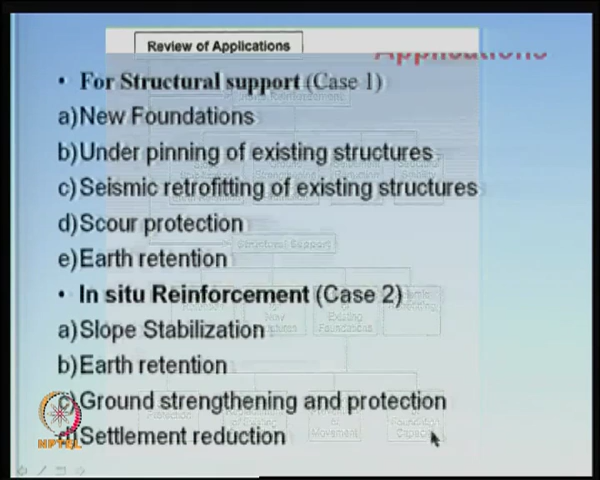 Review of Applications
Applications
• For Structural support (Case 1)
a)New Foundations
b)Under pinning of existing structures
c)Seismic retrofitting of existing structures
d)Scour protection
Structural Support
e)Earth retention
• In situ Reinforcement (Case 2)
a)Slope Stabilization
b)Earth retention
c)Ground strengthening and protection
d)Settlement reduction
NPTEL